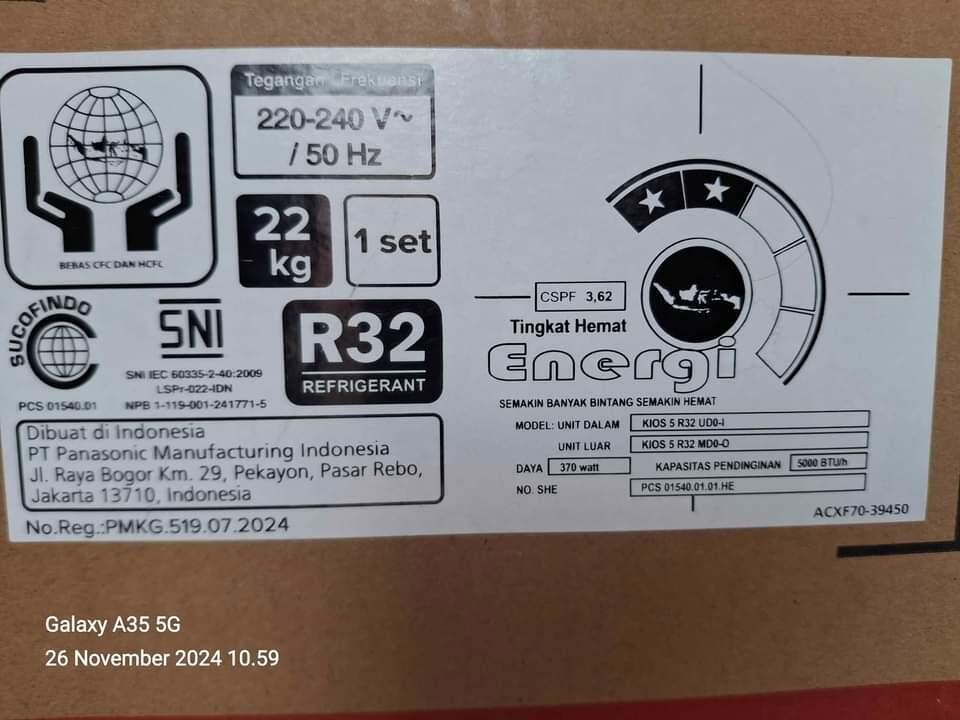 Tegangan / Frekuensi
220-240 V~
/ 50 Hz
22
kg
1 set
BEBAS CFC DAN HCFC
SUCOFINDO
PCS 01540.01
SNI
SNI IEC 60335-2-40:2009
LSPr-022-IDN
NPB 1-119-001-241771-5
R32
REFRIGERANT
Dibuat di Indonesia
PT Panasonic Manufacturing Indonesia
Jl. Raya Bogor Km. 29, Pekayon, Pasar Rebo,
Jakarta 13710, Indonesia
No.Reg.:PMKG.519.07.2024
CSPF 3,62
Tingkat Hemat
Energi
SEMAKIN BANYAK BINTANG SEMAKIN HEMAT
MODEL: UNIT DALAM KIOS 5 R32 UD0-I
UNIT LUAR KIOS 5 R32 MD0-O
DAYA 370 watt KAPASITAS PENDINGINAN 5000 BTU/h
NO. SHE PCS 01540.01.01.HE
ACXF70-39450
Galaxy A35 5G
26 November 2024 10.59